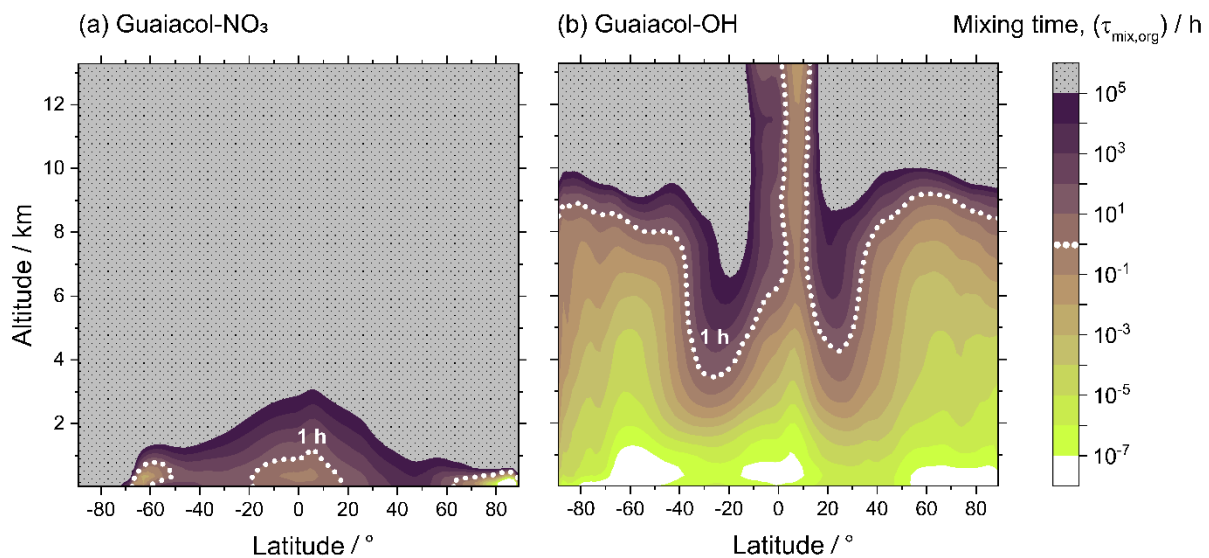 (a) Guaiacol-NO₃
(b) Guaiacol-OH
Mixing time, (τmix,org) / h
Altitude / km
12
10
8
6
4
2
1 h
-80 -60 -40 -20 0 20 40 60 80
Latitude / °
1 h
-80 -60 -40 -20 0 20 40 60 80
Latitude / °
10⁵
10³
10¹
10⁻¹
10⁻³
10⁻⁵
10⁻⁷